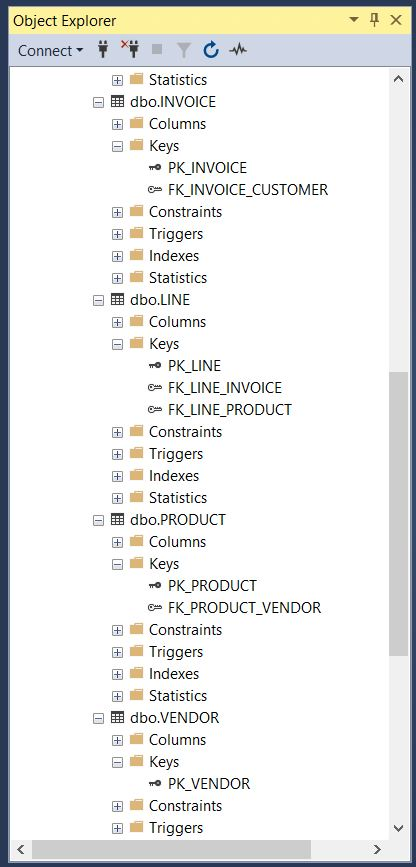 Object Explorer
Connect
Statistics
dbo.INVOICE
Columns
Keys
PK_INVOICE
FK_INVOICE_CUSTOMER
Constraints
Triggers
Indexes
Statistics
dbo.LINE
Columns
Keys
PK_LINE
FK_LINE_INVOICE
FK_LINE_PRODUCT
Constraints
Triggers
Indexes
Statistics
dbo.PRODUCT
Columns
Keys
PK_PRODUCT
FK_PRODUCT_VENDOR
Constraints
Triggers
Indexes
Statistics
dbo.VENDOR
Columns
Keys
PK_VENDOR
Constraints
Triggers